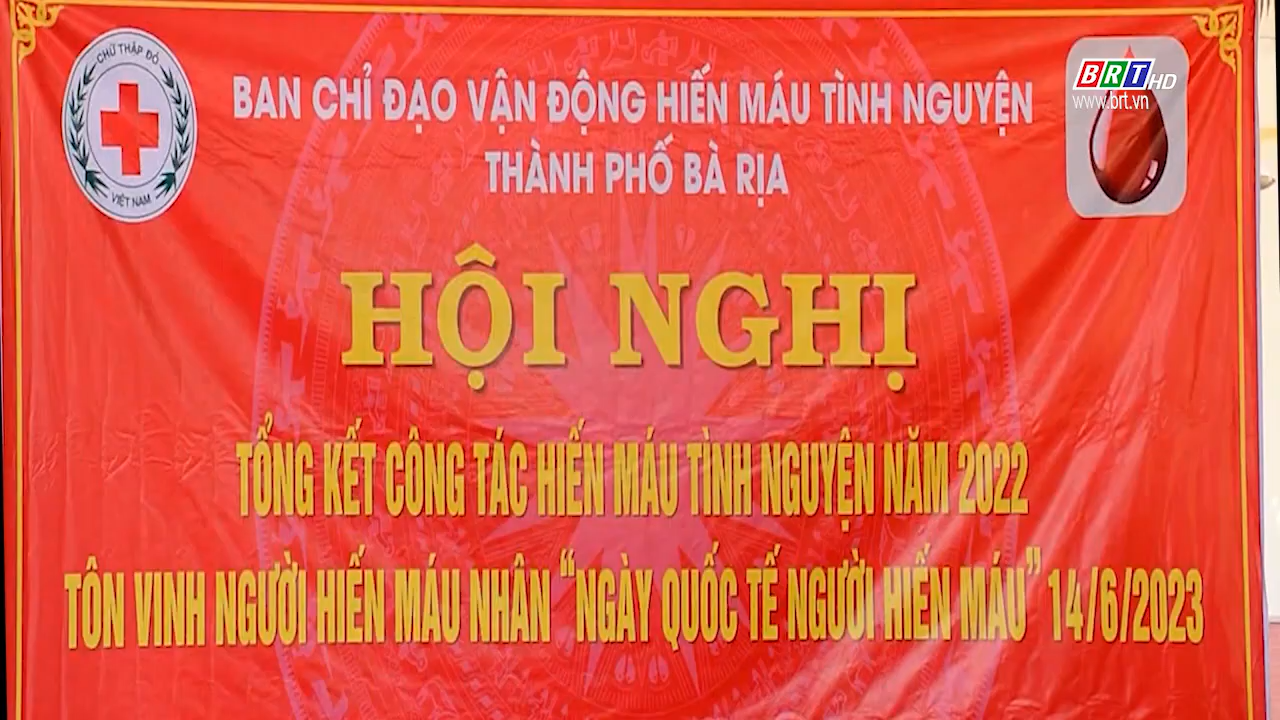 CHỮ THẬP ĐỎ
VIỆT NAM
BRT HD
www.brt.vn
BAN CHỈ ĐẠO VẬN ĐỘNG HIẾN MÁU TÌNH NGUYỆN
THÀNH PHỐ BÀ RỊA
HỘI NGHỊ
TỔNG KẾT CÔNG TÁC HIẾN MÁU TÌNH NGUYỆN NĂM 2022
TÔN VINH NGƯỜI HIẾN MÁU NHÂN "NGÀY QUỐC TẾ NGƯỜI HIẾN MÁU" 14/6/2023